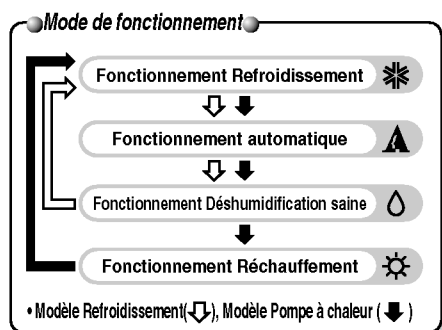 Mode de fonctionnement
Fonctionnement Refroidissement
Fonctionnement automatique
Fonctionnement Déshumidification saine
Fonctionnement Réchauffement
• Modèle Refroidissement(), Modèle Pompe à chaleur ( )